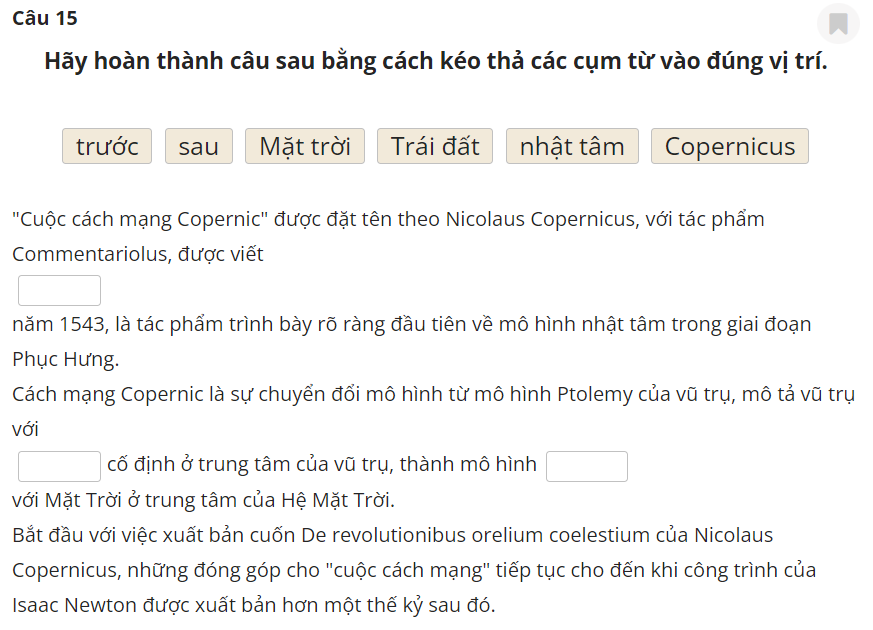 Câu 15
Hãy hoàn thành câu sau bằng cách kéo thả các cụm từ vào đúng vị trí.
trước sau Mặt trời Trái đất nhật tâm Copernicus
"Cuộc cách mạng Copernic" được đặt tên theo Nicolaus Copernicus, với tác phẩm
Commentariolus, được viết
năm 1543, là tác phẩm trình bày rõ ràng đầu tiên về mô hình nhật tâm trong giai đoạn
Phục Hưng.
Cách mạng Copernic là sự chuyển đổi mô hình từ mô hình Ptolemy của vũ trụ, mô tả vũ trụ
với
cố định ở trung tâm của vũ trụ, thành mô hình
với Mặt Trời ở trung tâm của Hệ Mặt Trời.
Bắt đầu với việc xuất bản cuốn De revolutionibus orelium coelestium của Nicolaus
Copernicus, những đóng góp cho "cuộc cách mạng" tiếp tục cho đến khi công trình của
Isaac Newton được xuất bản hơn một thế kỷ sau đó.